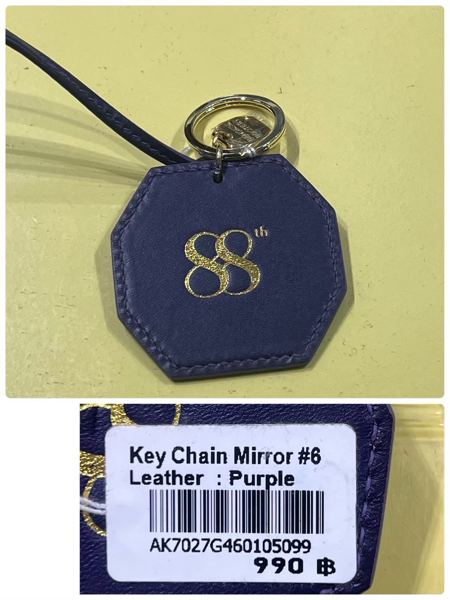 88th
Key Chain Mirror #6
Leather : Purple
AK7027G460105099
990 ฿